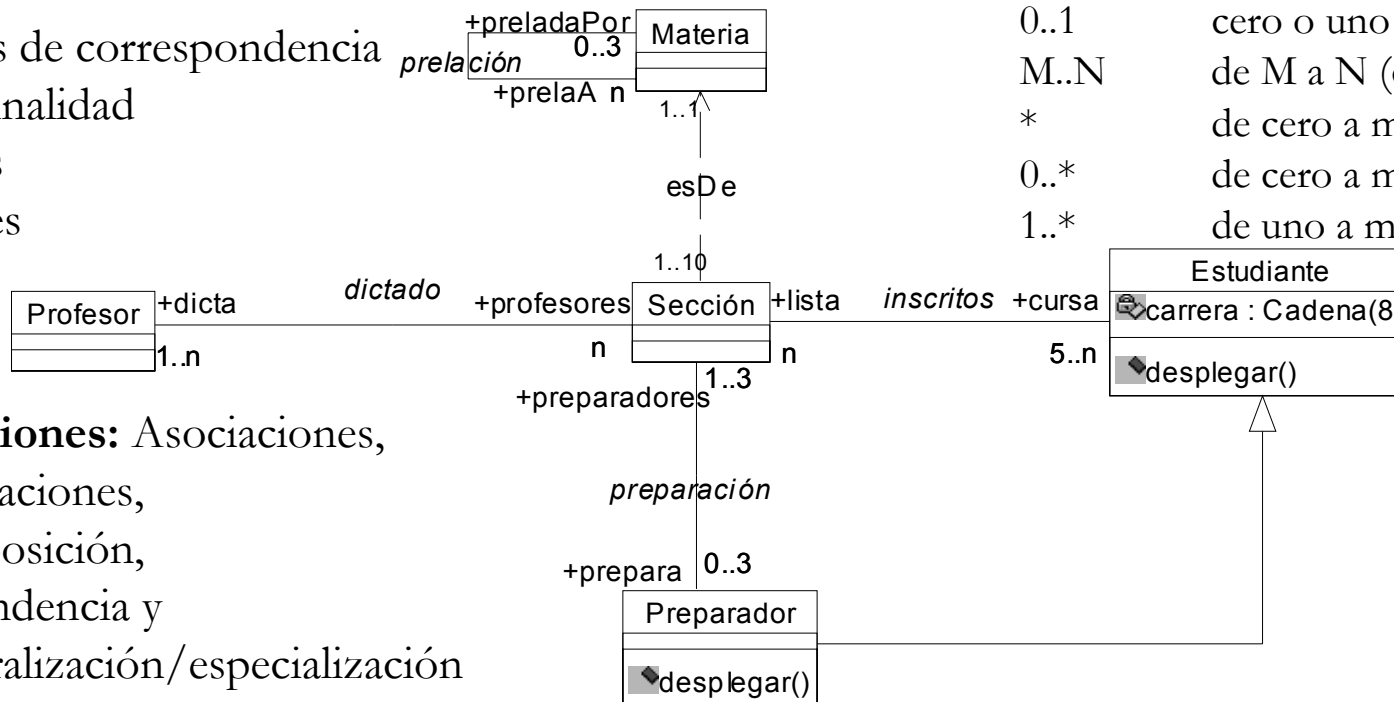 s de correspondencia
nalidad
s
es
+preladaPor
0..3
prelación
+prelaA n
Materia
1..1
esDe
1..10
0..1 cero o uno
M..N de M a N (
* de cero a m
0..* de cero a m
1..* de uno a m
Profesor
+dicta
1..n
dictado
+profesores
n
Sección
+lista
n
inscritos
+cursa
5..n
Estudiante
carrera : Cadena(8
desplegar()
1..3
+preparadores
preparación
+prepara
0..3
Preparador
desplegar()
iones: Asociaciones,
aciones,
osición,
ndencia y
ralización/especialización